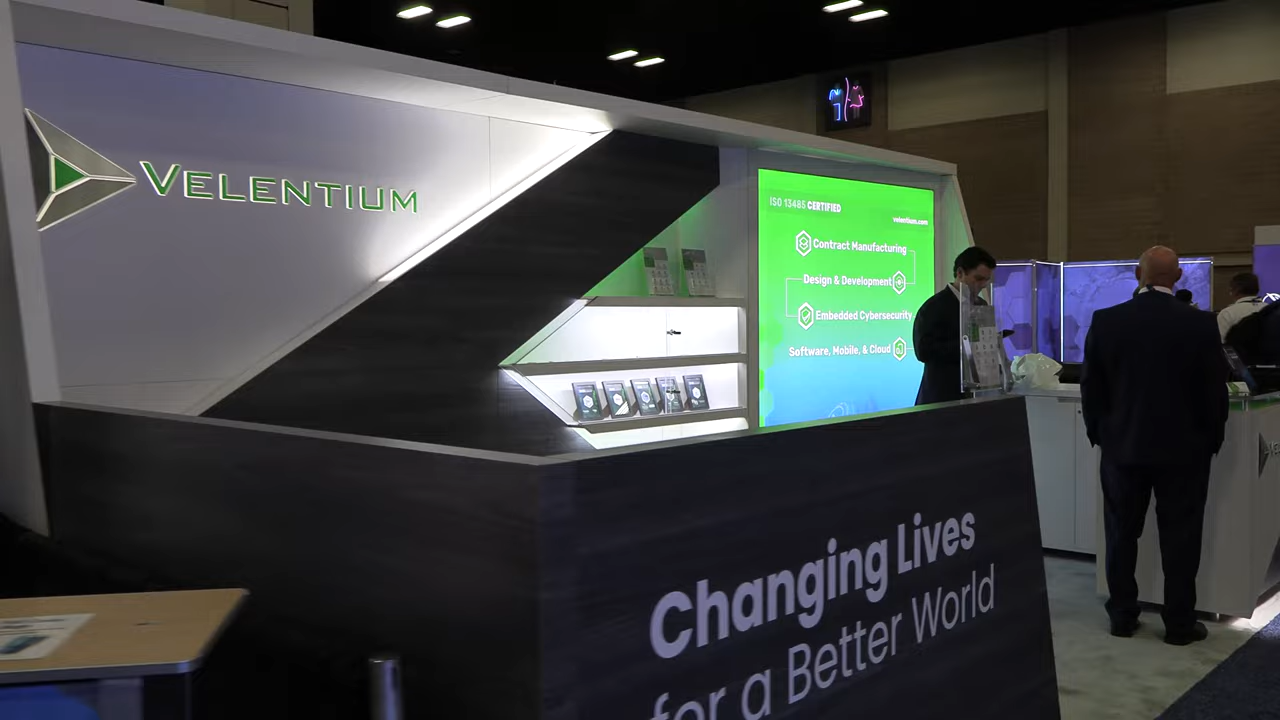 VELENTIUM
ISO 13485 CERTIFIED
velentium.com
Contract Manufacturing
Design & Development
Embedded Cybersecurity
Software, Mobile, & Cloud
Changing Lives
for a Better World